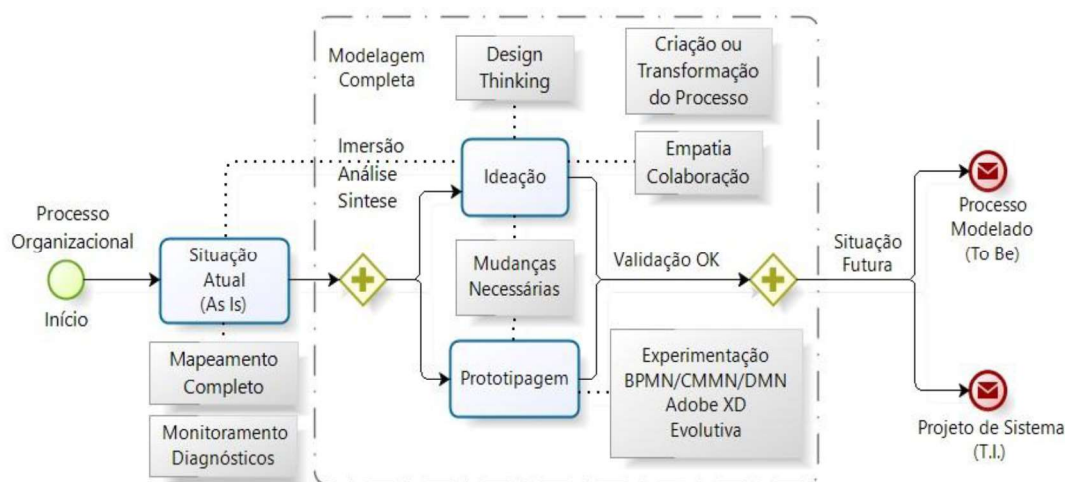 Modelagem
Completa
Design
Thinking
Criação ou
Transformação
do Processo
Imersão
Análise
Sintese
Ideação
Empatia
Colaboração
Processo
Organizacional
Início
Situação
Atual
(As Is)
Mapeamento
Completo
Monitoramento
Diagnósticos
Mudanças
Necessárias
Validação OK
Prototipagem
Experimentação
BPMN/CMMN/DMN
Adobe XD
Evolutiva
Situação
Futura
Processo
Modelado
(To Be)
Projeto de Sistema
(T.I.)